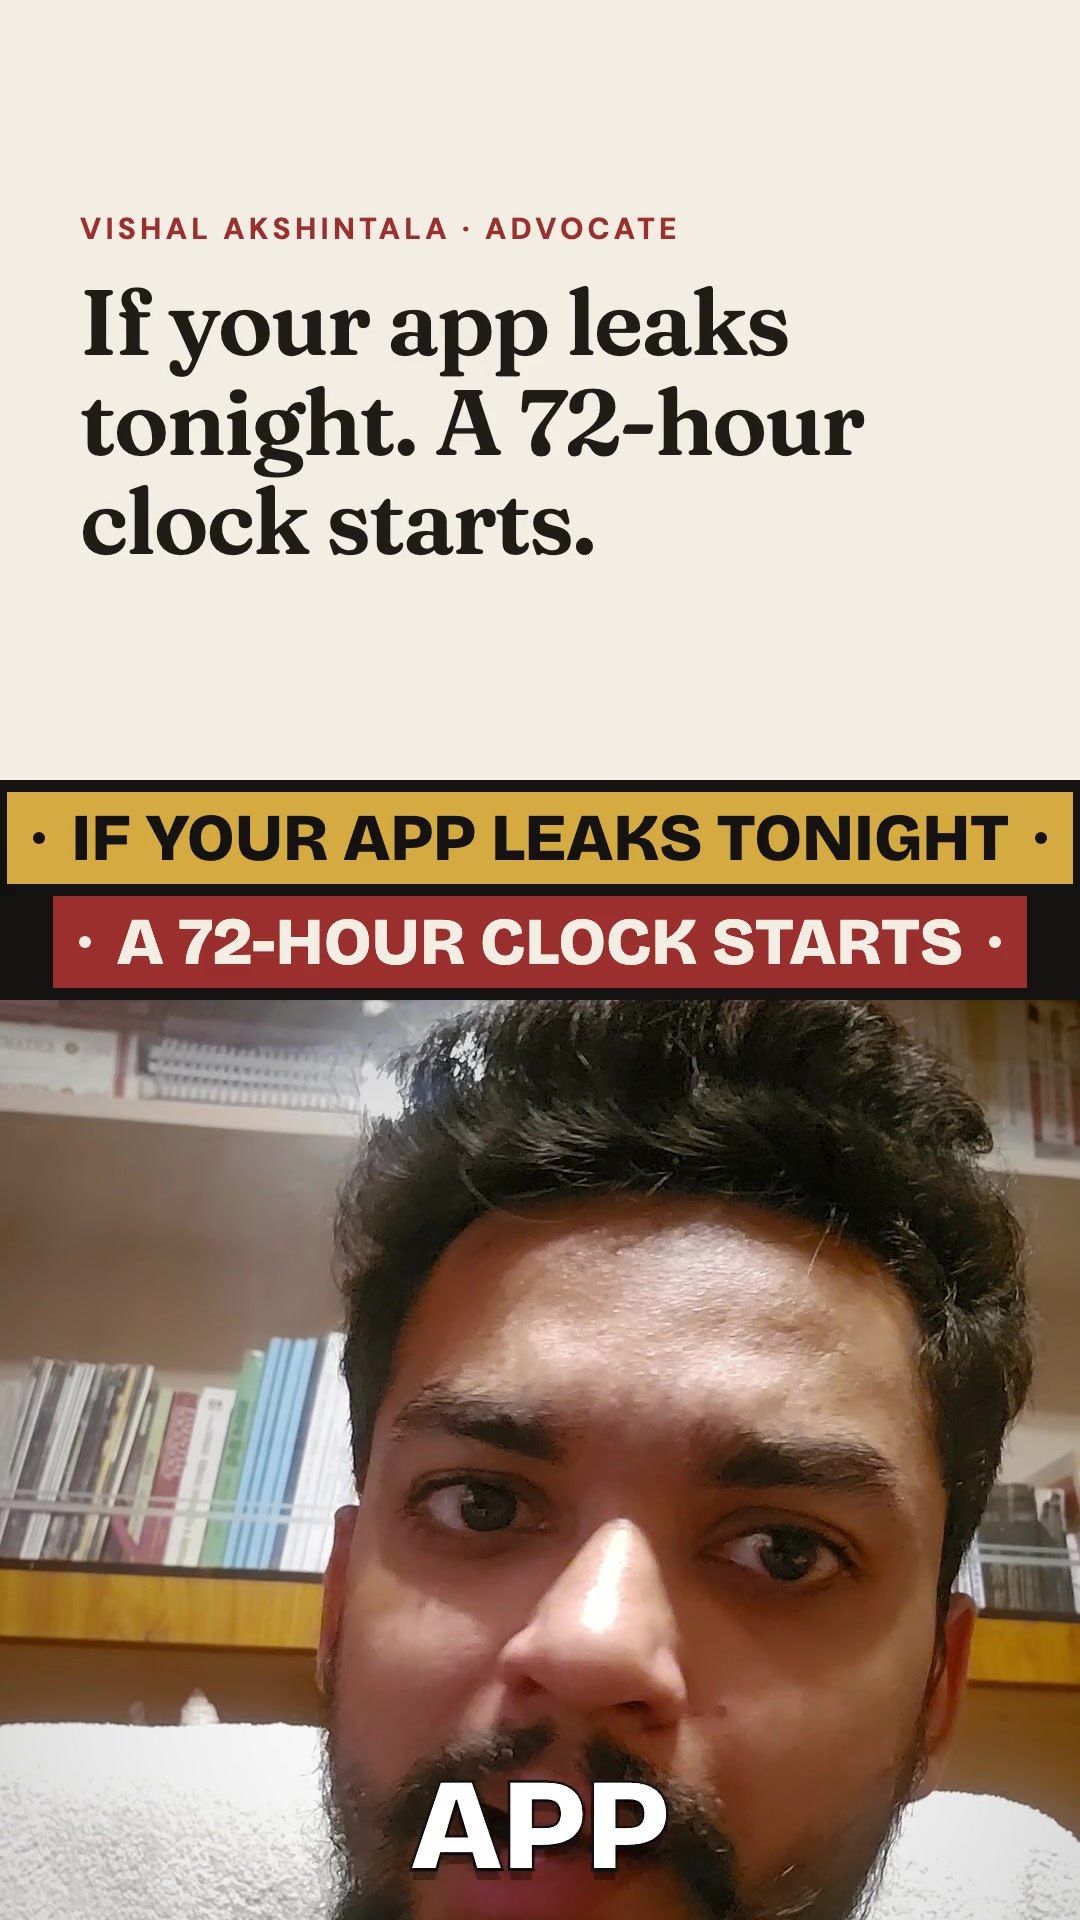 VISHAL AKSHINTALA · ADVOCATE
If your app leaks
tonight. A 72-hour
clock starts.
· IF YOUR APP LEAKS TONIGHT ·
· A 72-HOUR CLOCK STARTS ·
APP